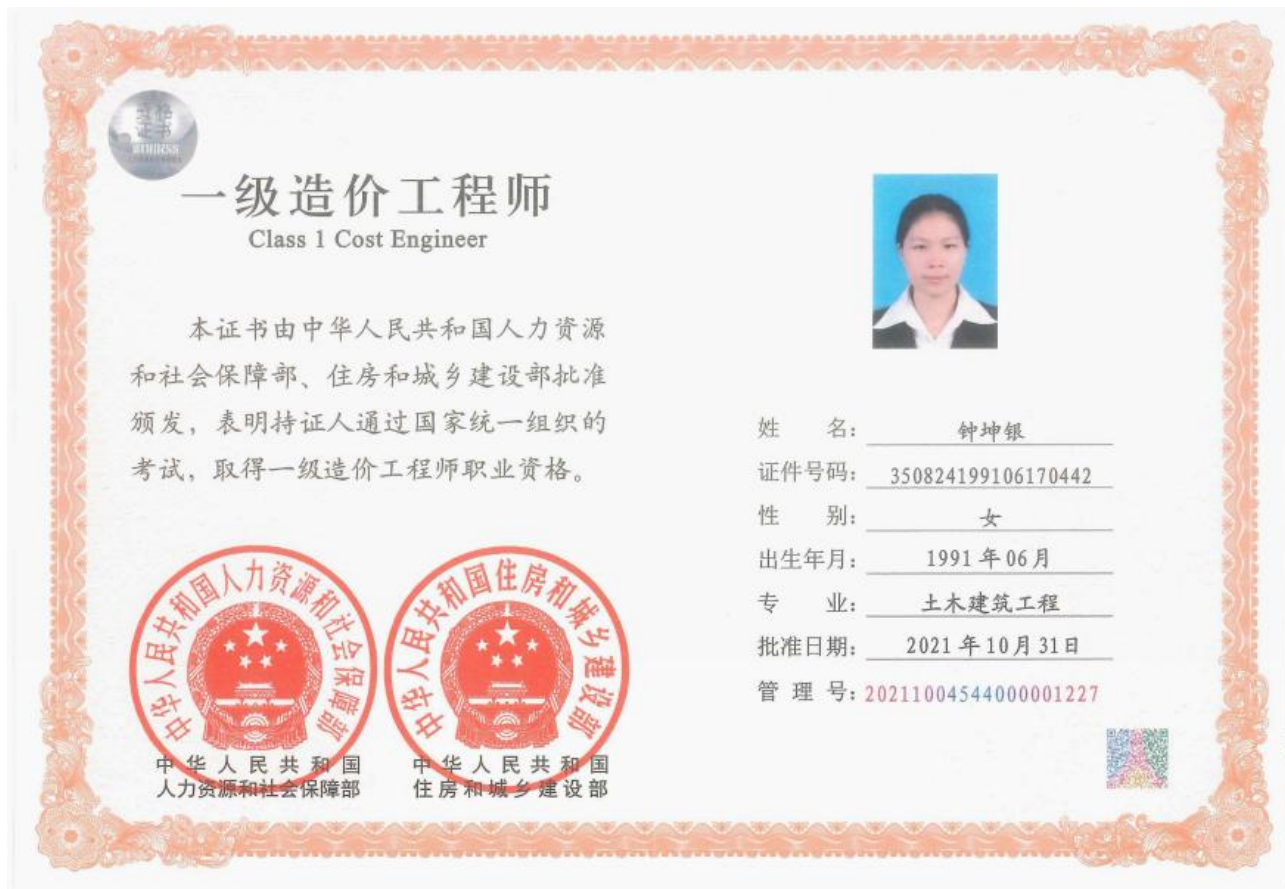 资格
证书
MOHRSS
一级造价工程师
Class 1 Cost Engineer
本证书由中华人民共和国人力资源
和社会保障部、住房和城乡建设部批准
颁发，表明持证人通过国家统一组织的
考试，取得一级造价工程师职业资格。
中华人民共和国人力资源和社会保障部
中华人民共和国住房和城乡建设部
中华人民共和国
人力资源和社会保障部
中华人民共和国
住房和城乡建设部
姓 名：钟坤银
证件号码：350824199106170442
性 别：女
出生年月：1991年06月
专 业：土木建筑工程
批准日期：2021年10月31日
管 理 号：20211004544000001227